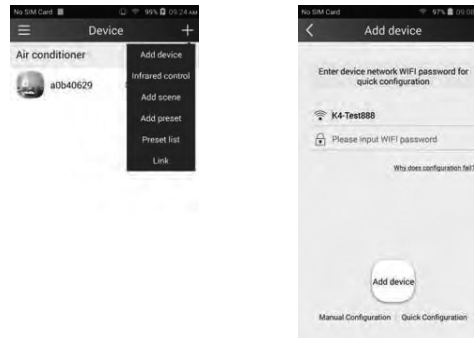 No SIM Card 99% 09:24 AM
Device +
Air conditioner
a0b40629
Add device
Infrared control
Add scene
Add preset
Preset list
Link
No SIM Card 97% 09:08
Add device
Enter device network WIFI password for
quick configuration
K4-Test888
Please input WIFI password
Why does configuration fail?
Add device
Manual Configuration Quick Configuration